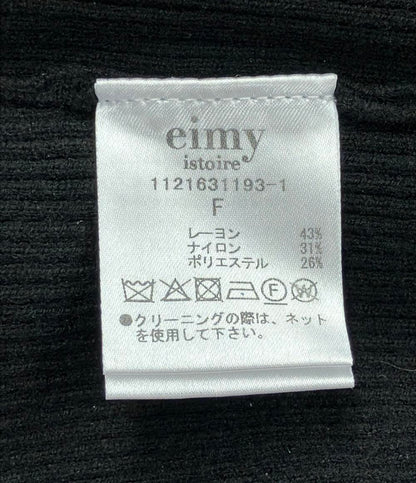 eimy
istoire
1121631193-1
F
レーヨン 43%
ナイロン 31%
ポリエステル 26%
F W
●クリーニングの際は、ネット
を使用して下さい。